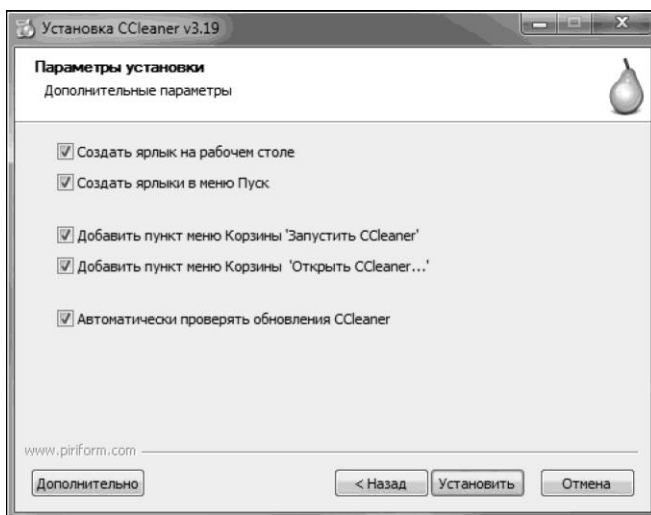 Установка CCleaner v3.19
Параметры установки
Дополнительные параметры
Создать ярлык на рабочем столе
Создать ярлыки в меню Пуск
Добавить пункт меню Корзины 'Запустить CCleaner'
Добавить пункт меню Корзины 'Открыть CCleaner...'
Автоматически проверять обновления CCleaner
www.piriform.com
Дополнительно
< Назад
Установить
Отмена